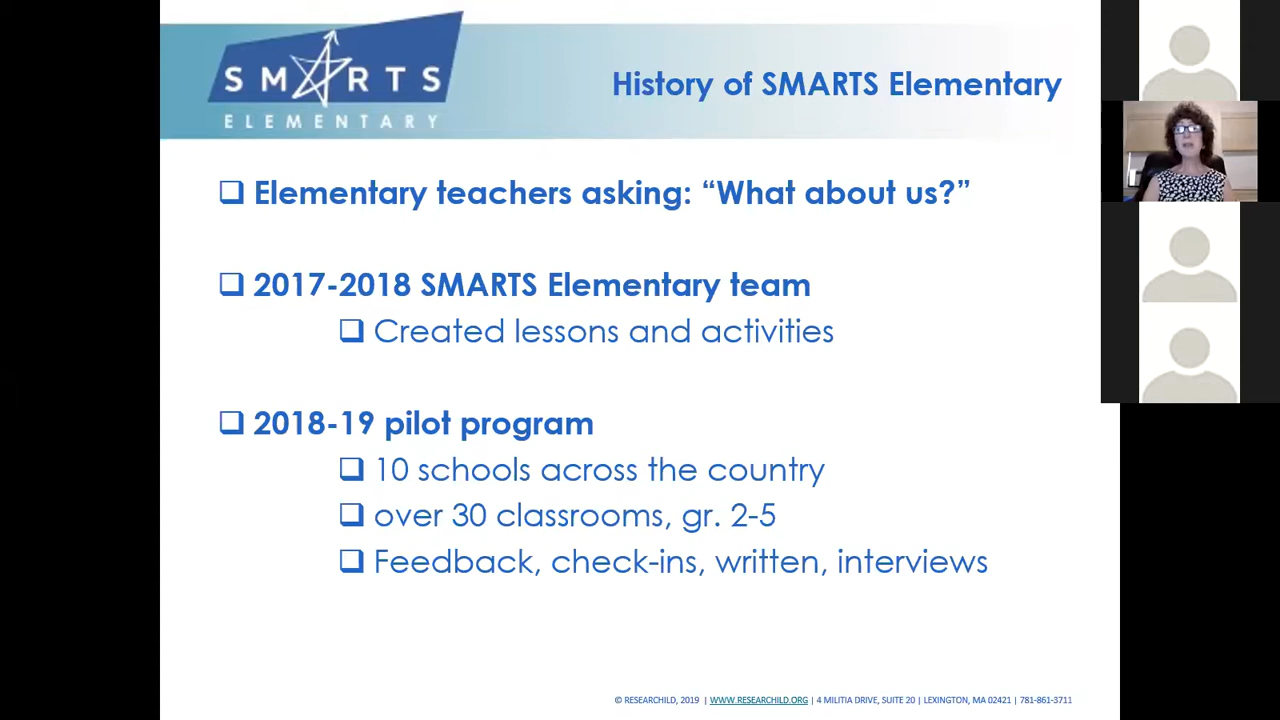 SMARTS
ELEMENTARY
History of SMARTS Elementary
❑ Elementary teachers asking: “What about us?”
❑ 2017-2018 SMARTS Elementary team
❑ Created lessons and activities
❑ 2018-19 pilot program
❑ 10 schools across the country
❑ over 30 classrooms, gr. 2-5
❑ Feedback, check-ins, written, interviews
© RESEARCHILD, 2019 | WWW.RESEARCHILD.ORG | 4 MILITIA DRIVE, SUITE 20 | LEXINGTON, MA 02421 | 781-861-3711